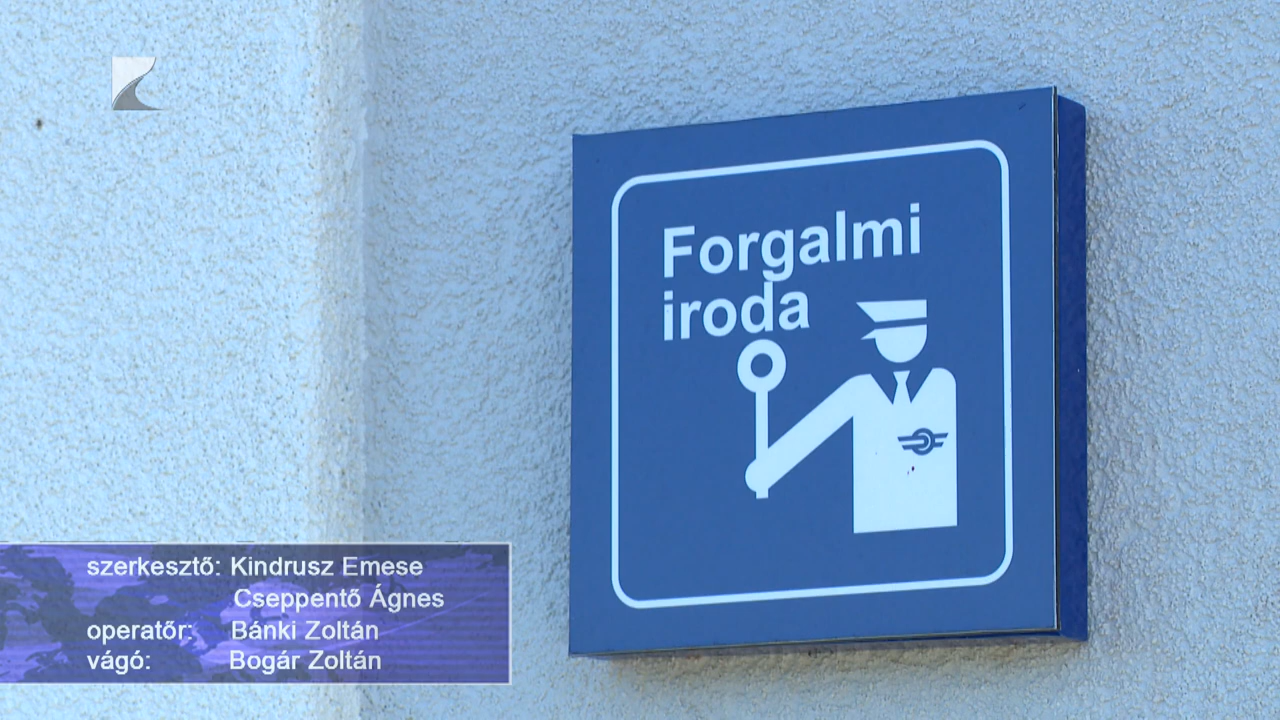 Forgalmi
iroda
szerkesztő: Kindrusz Emese
Cseppentő Ágnes
operatőr: Bánki Zoltán
vágó: Bogár Zoltán